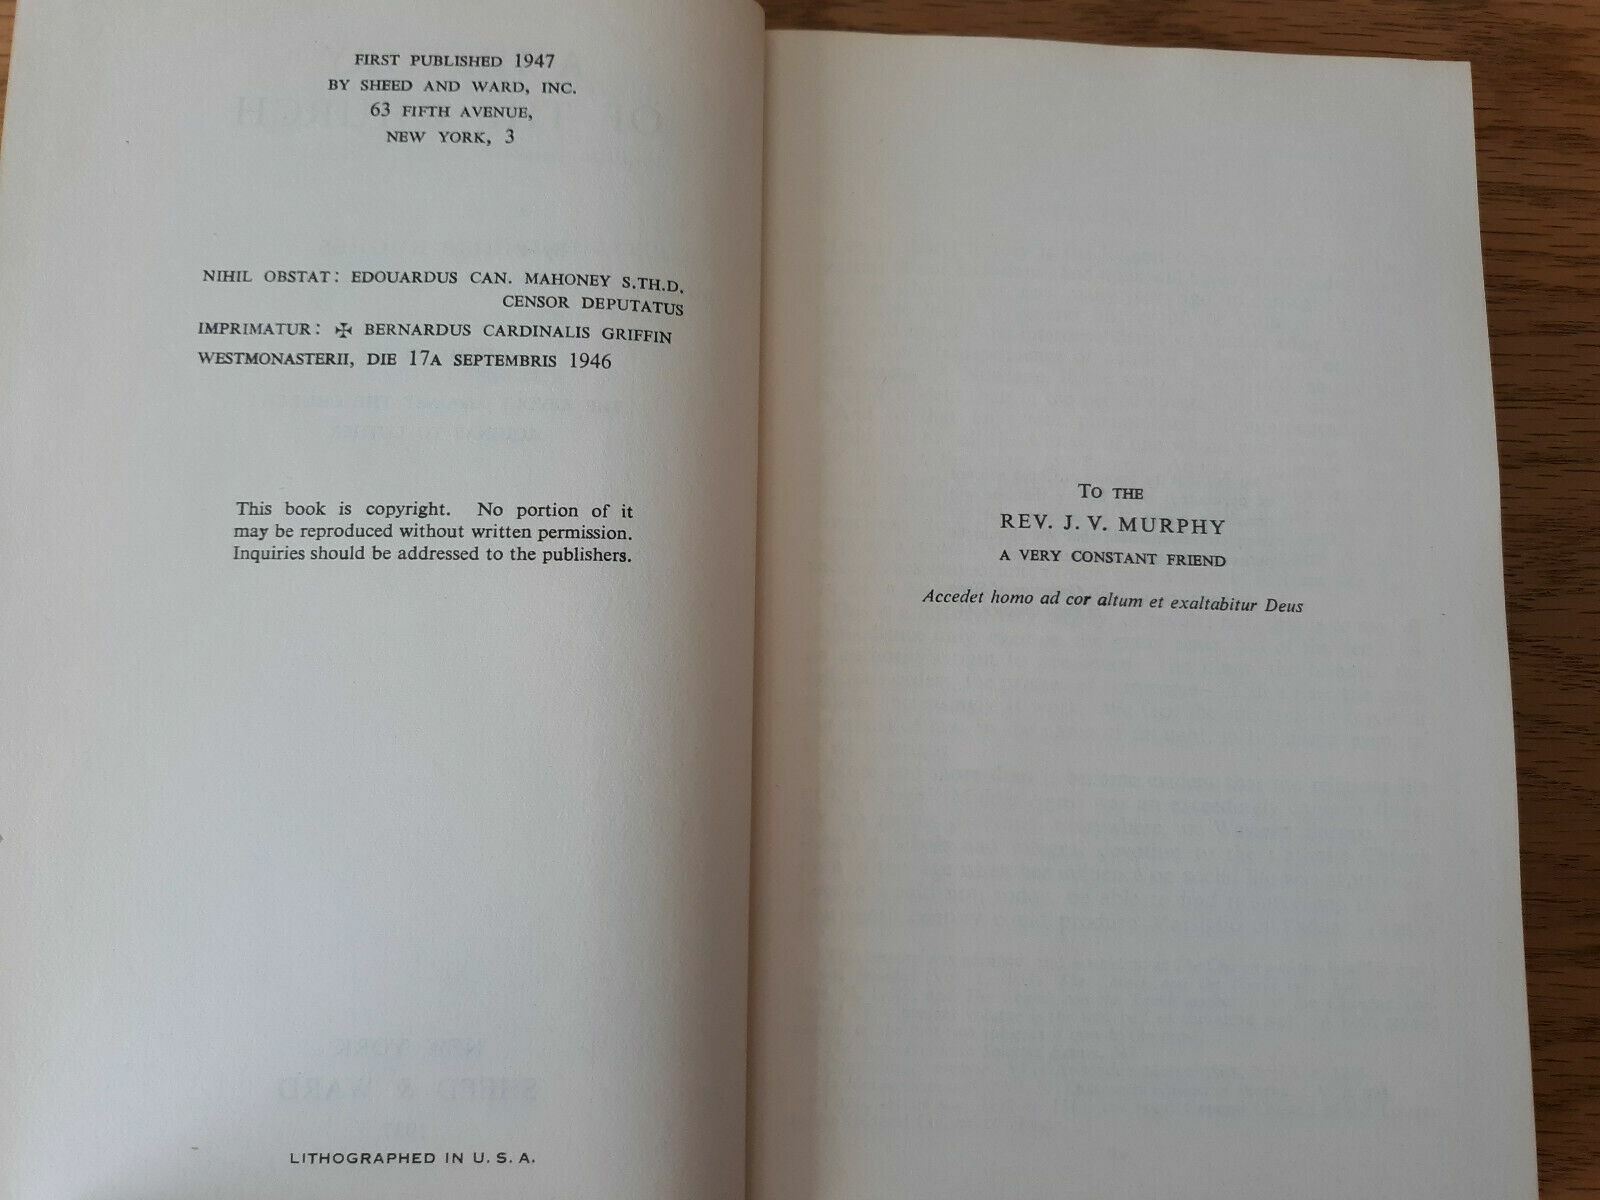 FIRST PUBLISHED 1947
BY SHEED AND WARD, INC.
63 FIFTH AVENUE,
NEW YORK, 3
NIHIL OBSTAT: EDOUARDUS CAN. MAHONEY S.TH.D.
CENSOR DEPUTATUS
IMPRIMATUR: ✠ BERNARDUS CARDINALIS GRIFFIN
WESTMONASTERII, DIE 17A SEPTEMBRIS 1946
This book is copyright. No portion of it
may be reproduced without written permission.
Inquiries should be addressed to the publishers.
LITHOGRAPHED IN U. S. A.
TO THE
REV. J. V. MURPHY
A VERY CONSTANT FRIEND
Accedet homo ad cor altum et exaltabitur Deus